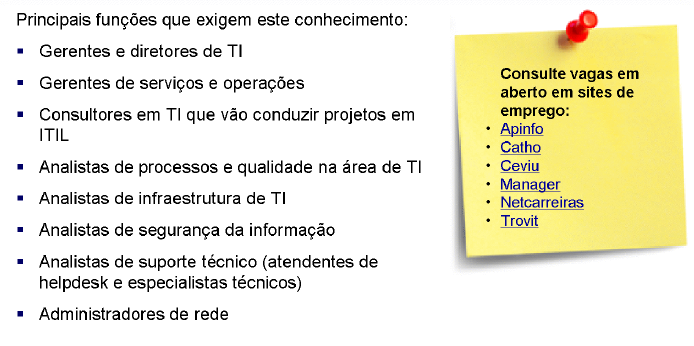 Principais funções que exigem este conhecimento:
▪ Gerentes e diretores de TI
▪ Gerentes de serviços e operações
▪ Consultores em TI que vão conduzir projetos em
ITIL
▪ Analistas de processos e qualidade na área de TI
▪ Analistas de infraestrutura de TI
▪ Analistas de segurança da informação
▪ Analistas de suporte técnico (atendentes de
helpdesk e especialistas técnicos)
▪ Administradores de rede
Consulte vagas em
aberto em sites de
emprego:
• Apinfo
• Catho
• Ceviu
• Manager
• Netcarreiras
• Trovit